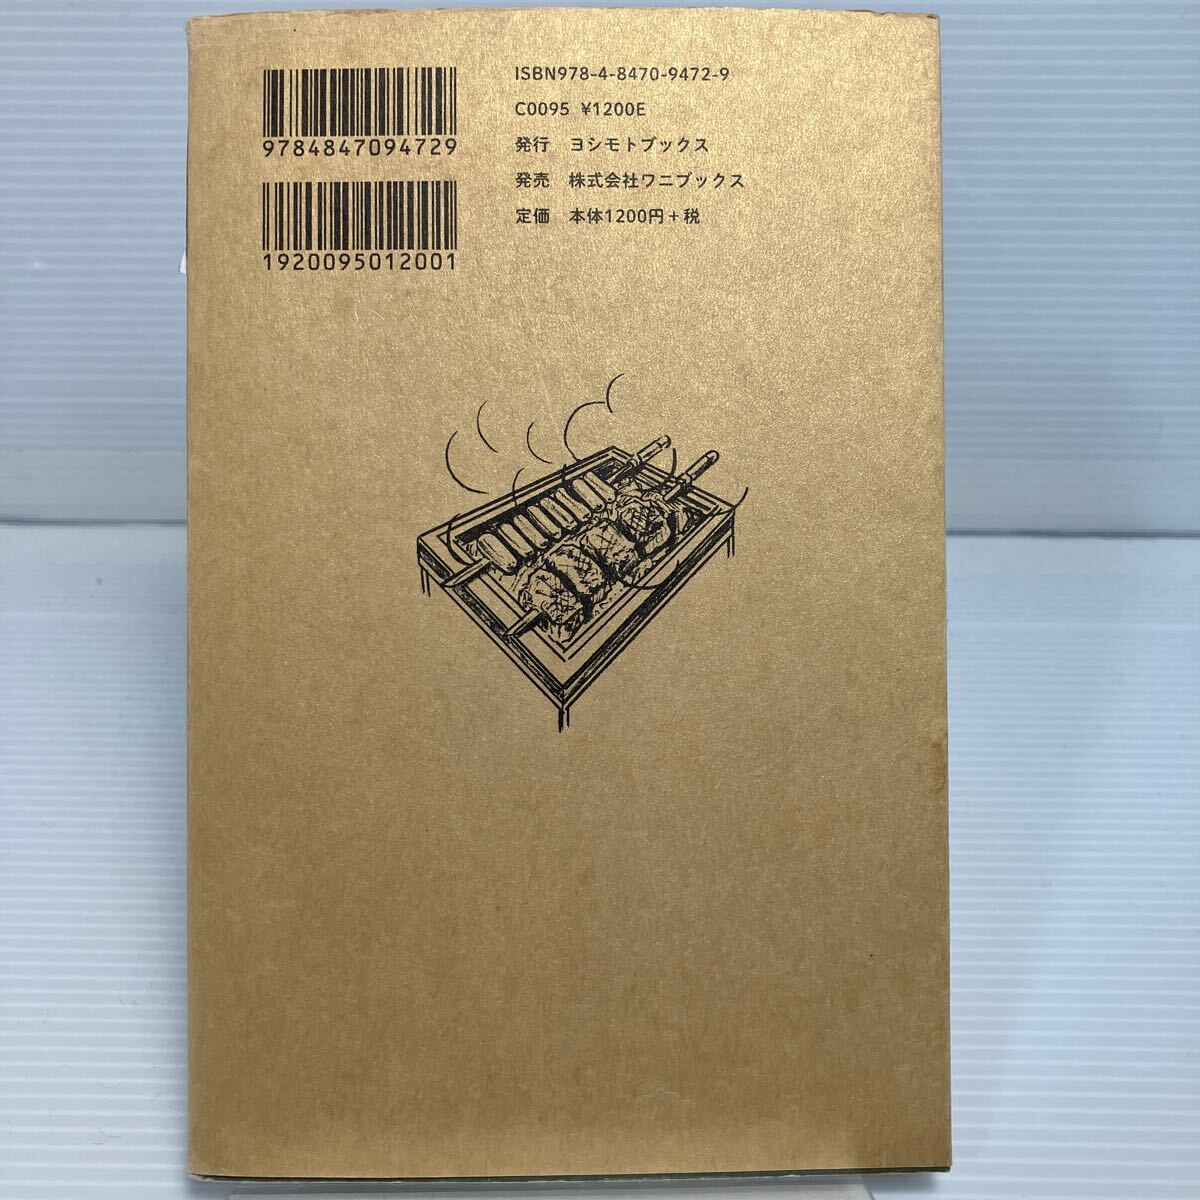 9784847094729
1920095012001
ISBN978-4-8470-9472-9
C0095 ¥1200E
発行 ヨシモトブックス
発売 株式会社ワニブックス
定価 本体1200円+税